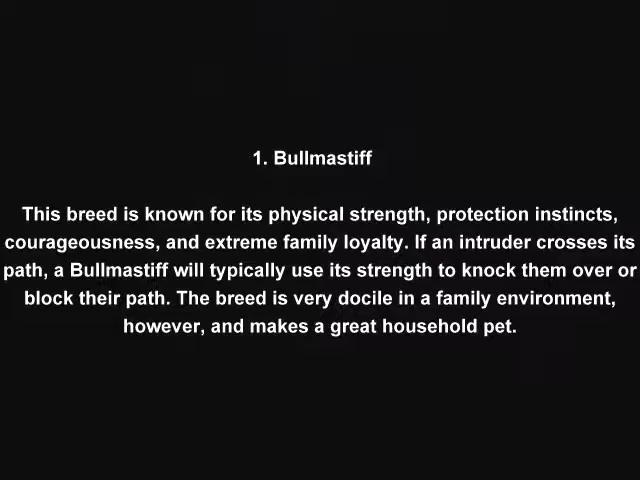 1. Bullmastiff
This breed is known for its physical strength, protection instincts,
courageousness, and extreme family loyalty. If an intruder crosses its
path, a Bullmastiff will typically use its strength to knock them over or
block their path. The breed is very docile in a family environment,
however, and makes a great household pet.